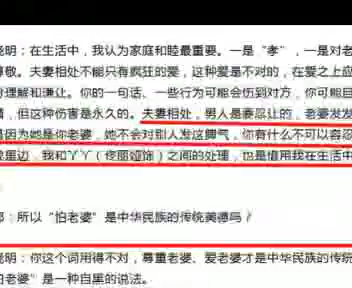 晓明：在生活中，我认为家庭和睦最重要。一是“孝”，一是对老
尊敬。夫妻相处不能只有疯狂的爱，这种爱是不对的，在爱之上应
分理解和谦让。你的一句话、一些行为可能会伤到对方，你可能目
情，但这种伤害是永久的。夫妻相处，男人是要忍让的，老婆发发
是因为她是你老婆，她不会对别人发这脾气，你有什么不可以容忍
里边，我和丫丫（佟丽娅饰）之间的处理，也是借用我在生活中
：所以“怕老婆”是中华民族的传统美德吗？
晓明：你这个词用得不对，尊重老婆、爱老婆才是中华民族的传统
怕老婆”是一种自黑的说法。